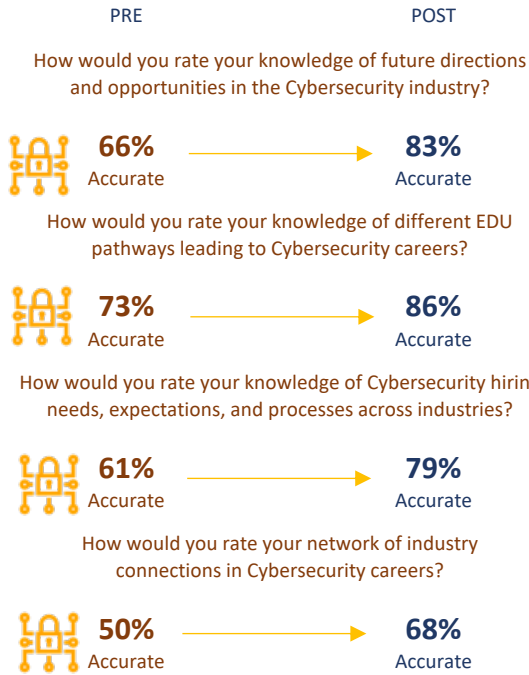 PRE POST
How would you rate your knowledge of future directions
and opportunities in the Cybersecurity industry?
66% 83%
Accurate Accurate
How would you rate your knowledge of different EDU
pathways leading to Cybersecurity careers?
73% 86%
Accurate Accurate
How would you rate your knowledge of Cybersecurity hirin
needs, expectations, and processes across industries?
61% 79%
Accurate Accurate
How would you rate your network of industry
connections in Cybersecurity careers?
50% 68%
Accurate Accurate